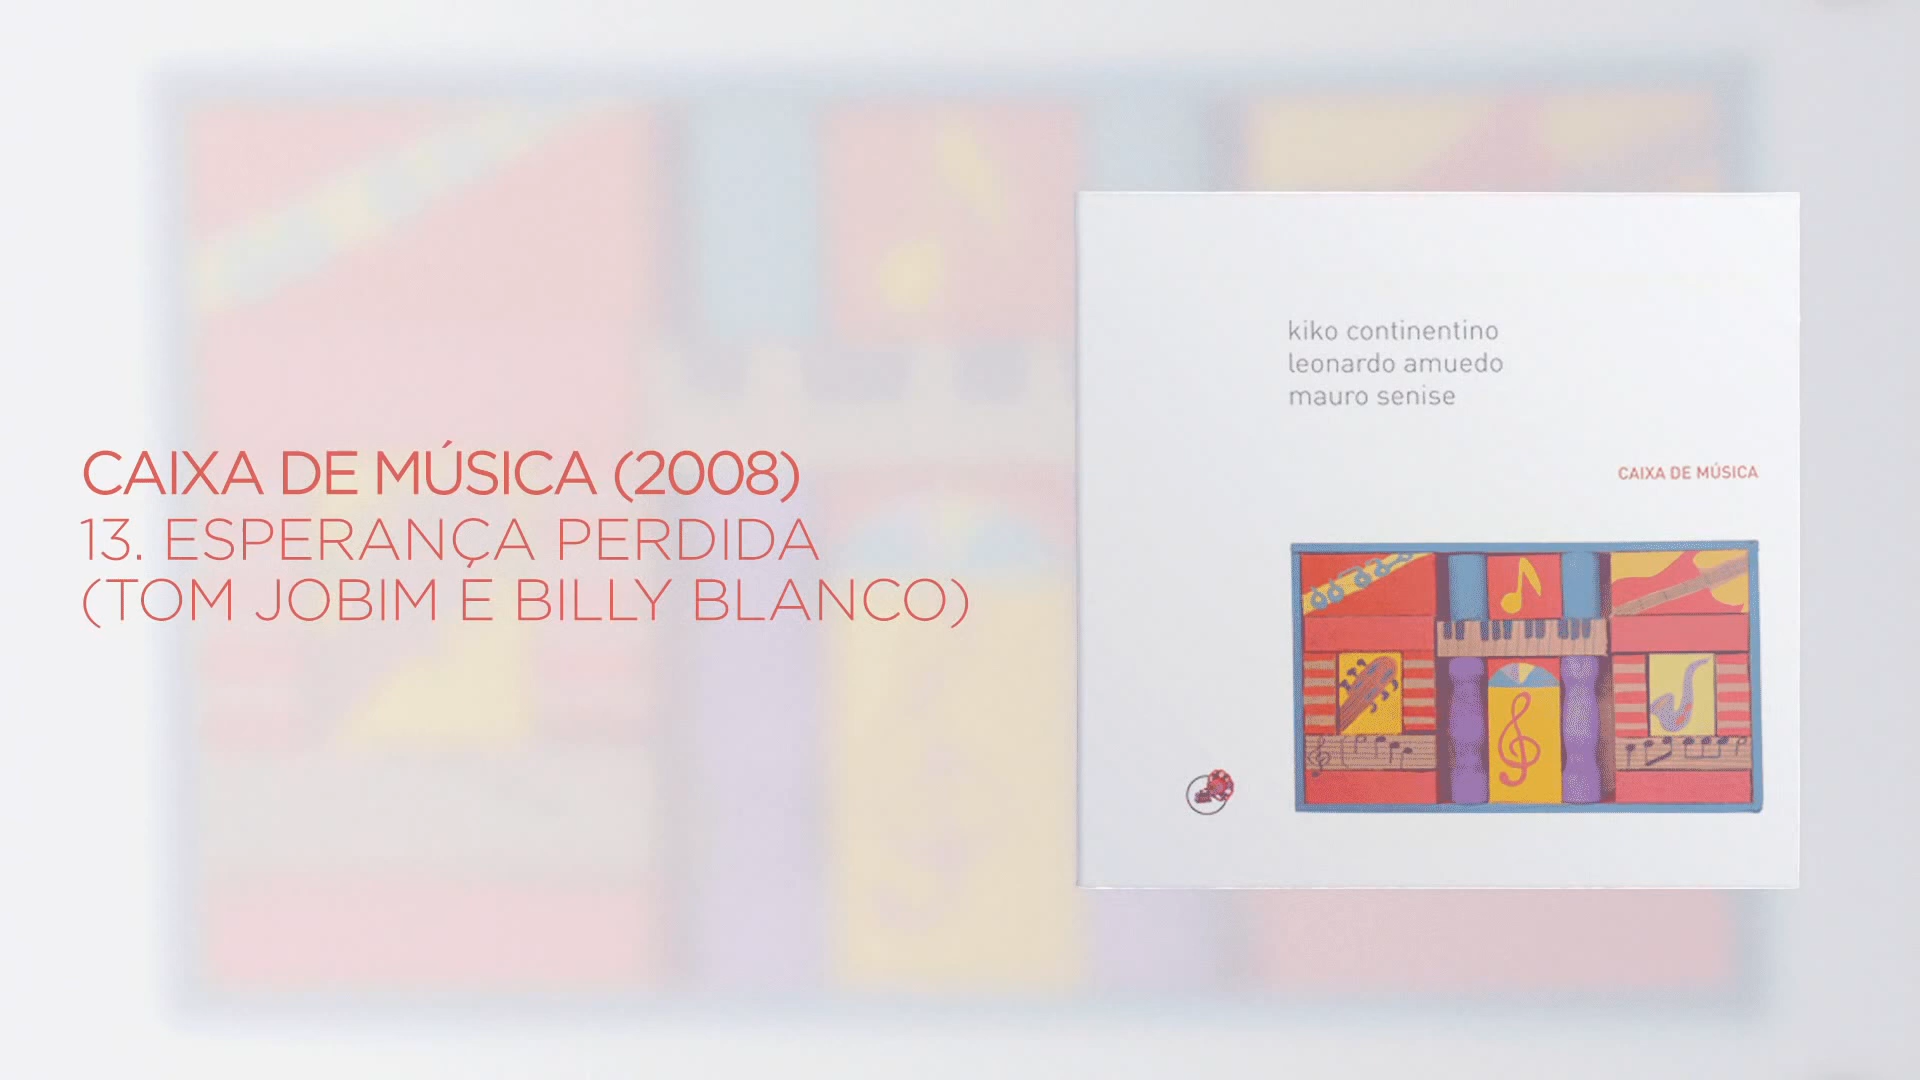 CAIXA DE MÚSICA (2008)
13. ESPERANÇA PERDIDA
(TOM JOBIM E BILLY BLANCO)
kiko continentino
leonardo amuedo
mauro senise
CAIXA DE MÚSICA